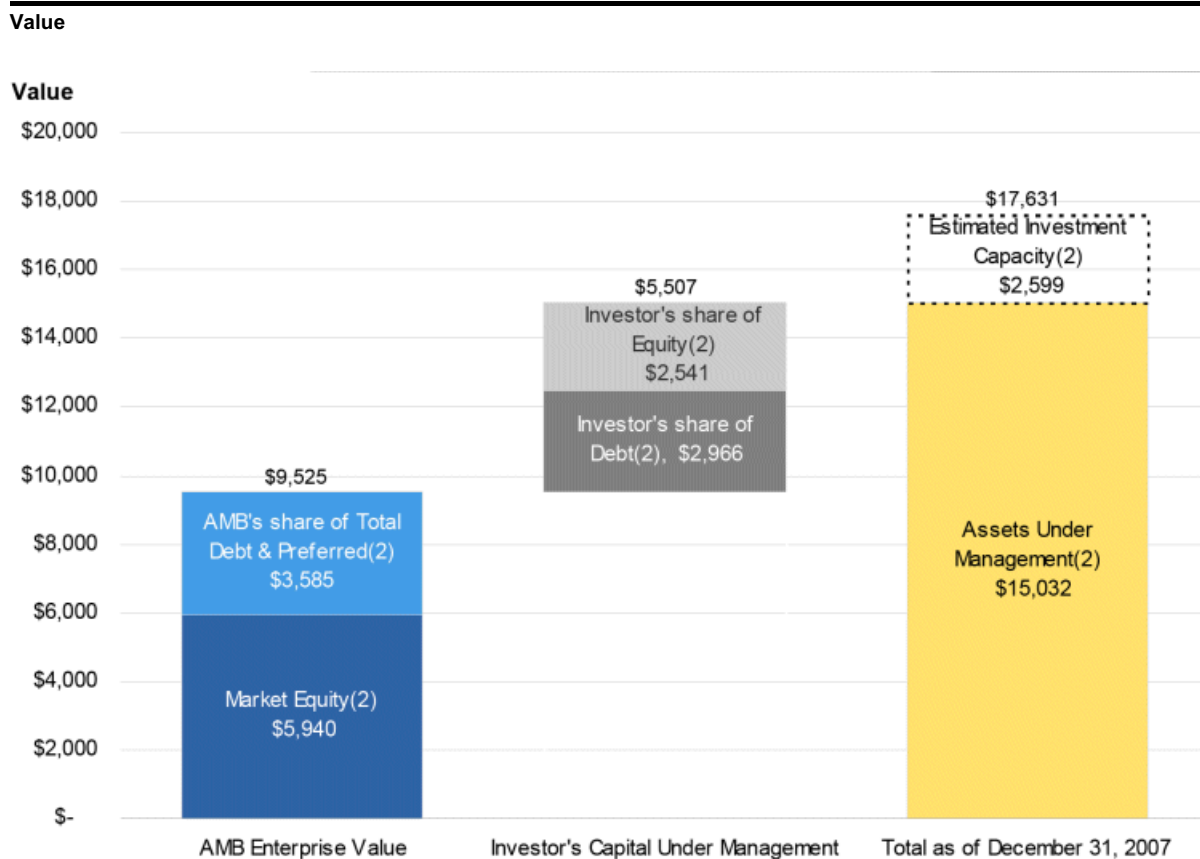 Value
Value
$20,000
$18,000
$16,000
$14,000
$12,000
$10,000
$8,000
$6,000
$4,000
$2,000
$-
$9,525
AMB's share of Total
Debt & Preferred(2)
$3,585
Market Equity(2)
$5,940
$5,507
Investor's share of
Equity(2)
$2,541
Investor's share of
Debt(2), $2,966
$17,631
Estimated Investment
Capacity(2)
$2,599
Assets Under
Management(2)
$15,032
AMB Enterprise Value
Investor's Capital Under Management
Total as of December 31, 2007